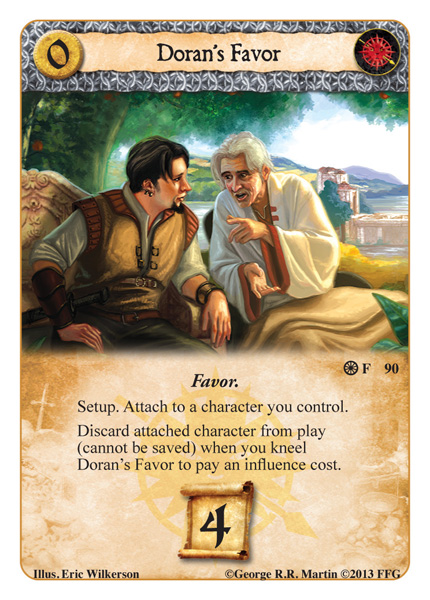 0 Doran's Favor
F 90
Favor.
Setup. Attach to a character you control.
Discard attached character from play
(cannot be saved) when you kneel
Doran's Favor to pay an influence cost.
4
Illus. Eric Wilkerson ©George R.R. Martin ©2013 FFG